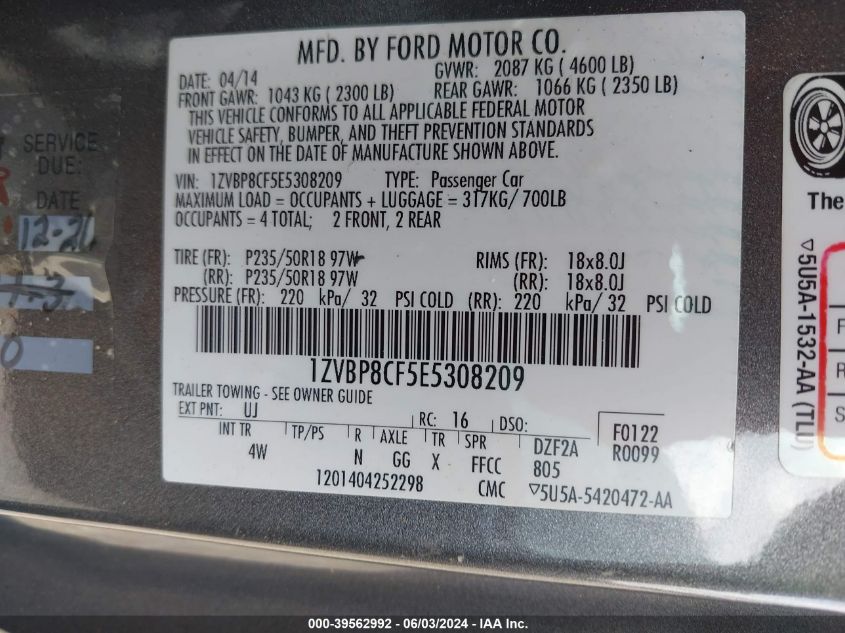 MFD. BY FORD MOTOR CO.
DATE: 04/14
GVWR: 2087 KG ( 4600 LB)
FRONT GAWR: 1043 KG ( 2300 LB)
REAR GAWR: 1066 KG ( 2350 LB)
THIS VEHICLE CONFORMS TO ALL APPLICABLE FEDERAL MOTOR
VEHICLE SAFETY, BUMPER, AND THEFT PREVENTION STANDARDS
IN EFFECT ON THE DATE OF MANUFACTURE SHOWN ABOVE.
VIN: 1ZVBP8CF5E5308209 TYPE: Passenger Car
MAXIMUM LOAD = OCCUPANTS + LUGGAGE = 317KG/ 700LB
OCCUPANTS = 4 TOTAL; 2 FRONT, 2 REAR
TIRE (FR): P235/50R18 97W RIMS (FR): 18x8.0J
(RR): P235/50R18 97W (RR): 18x8.0J
PRESSURE (FR): 220 kPa/ 32 PSI COLD (RR): 220 kPa/ 32 PSI COLD
1ZVBP8CF5E5308209
TRAILER TOWING - SEE OWNER GUIDE
EXT PNT: UJ RC: 16 DSO: F0122
INT TR TP/PS R AXLE TR SPR DZF2A R0099
4W N GG X FFCC 805
1201404252298 CMC ▽5U5A-5420472-AA
SERVICE
DUE:
DATE
The
▽5U5A-1532-AA (TLU)
F
R
S
000-39562992 - 06/03/2024 - IAA Inc.